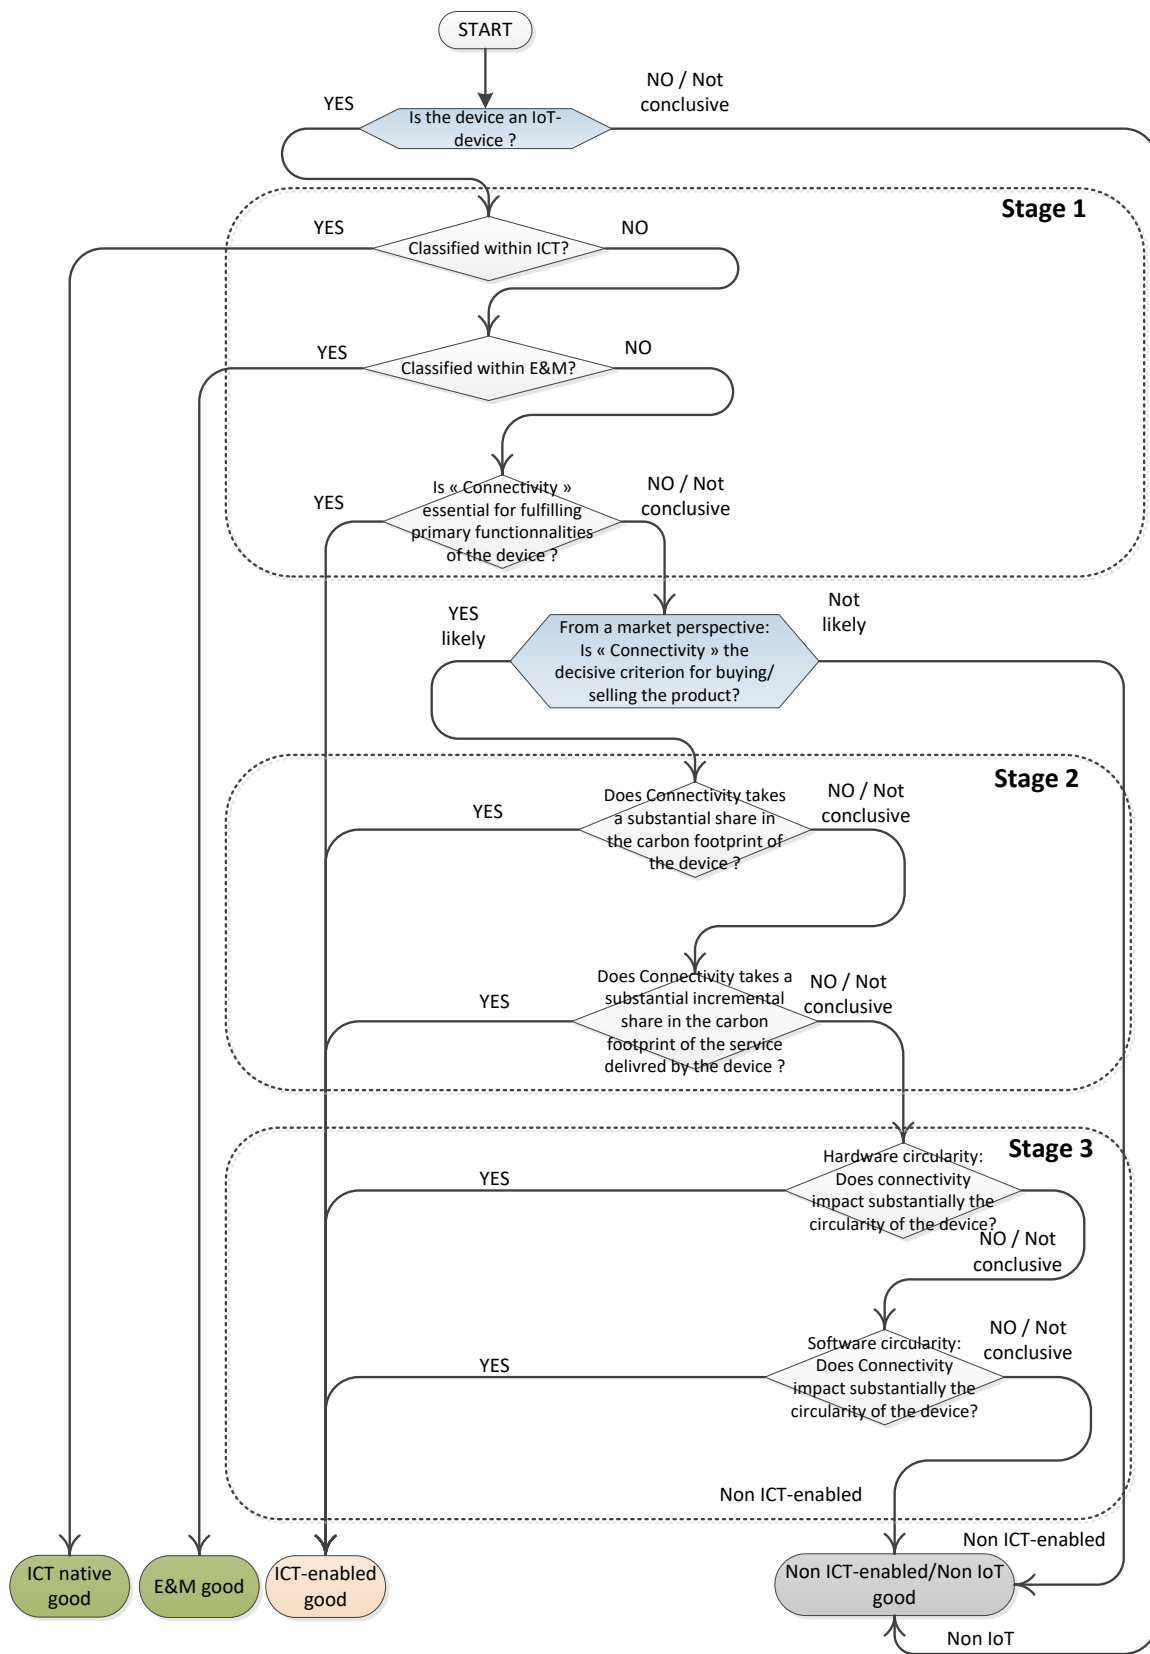 START
YES
NO / Not
conclusive
Is the device an IoT-
device ?
Stage 1
YES
NO
Classified within ICT?
YES
NO
Classified within E&M?
YES
Is « Connectivity »
essential for fulfilling
primary functionnalities
of the device ?
NO / Not
conclusive
YES
likely
From a market perspective:
Is « Connectivity » the
decisive criterion for buying/
selling the product?
Not
likely
Stage 2
YES
Does Connectivity takes
a substantial share in
the carbon footprint of
the device ?
NO / Not
conclusive
YES
Does Connectivity takes a
substantial incremental
share in the carbon
footprint of the service
delivred by the device ?
NO / Not
conclusive
Stage 3
YES
Hardware circularity:
Does connectivity
impact substantially the
circularity of the device?
NO / Not
conclusive
YES
Software circularity:
Does Connectivity
impact substantially the
circularity of the device?
NO / Not
conclusive
Non ICT-enabled
Non ICT-enabled
ICT native
good
E&M good
ICT-enabled
good
Non ICT-enabled/Non IoT
good
Non IoT